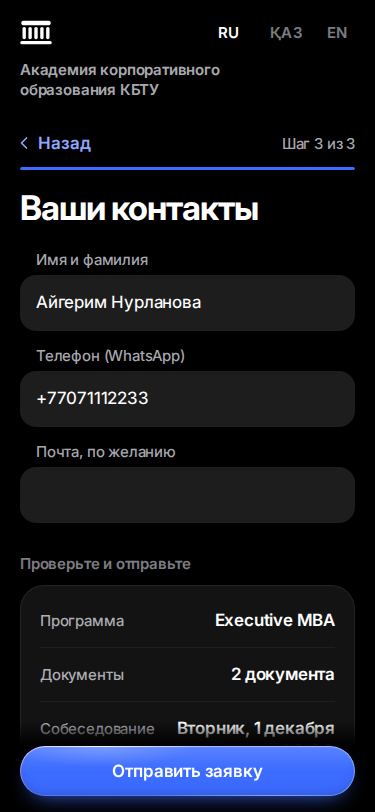 RU ҚАЗ EN
Академия корпоративного
образования КБТУ
Назад Шаг 3 из 3
Ваши контакты
Имя и фамилия
Айгерим Нурланова
Телефон (WhatsApp)
+77071112233
Почта, по желанию
Проверьте и отправьте
Программа Executive MBA
Документы 2 документа
Собеседование Вторник, 1 декабря
Отправить заявку